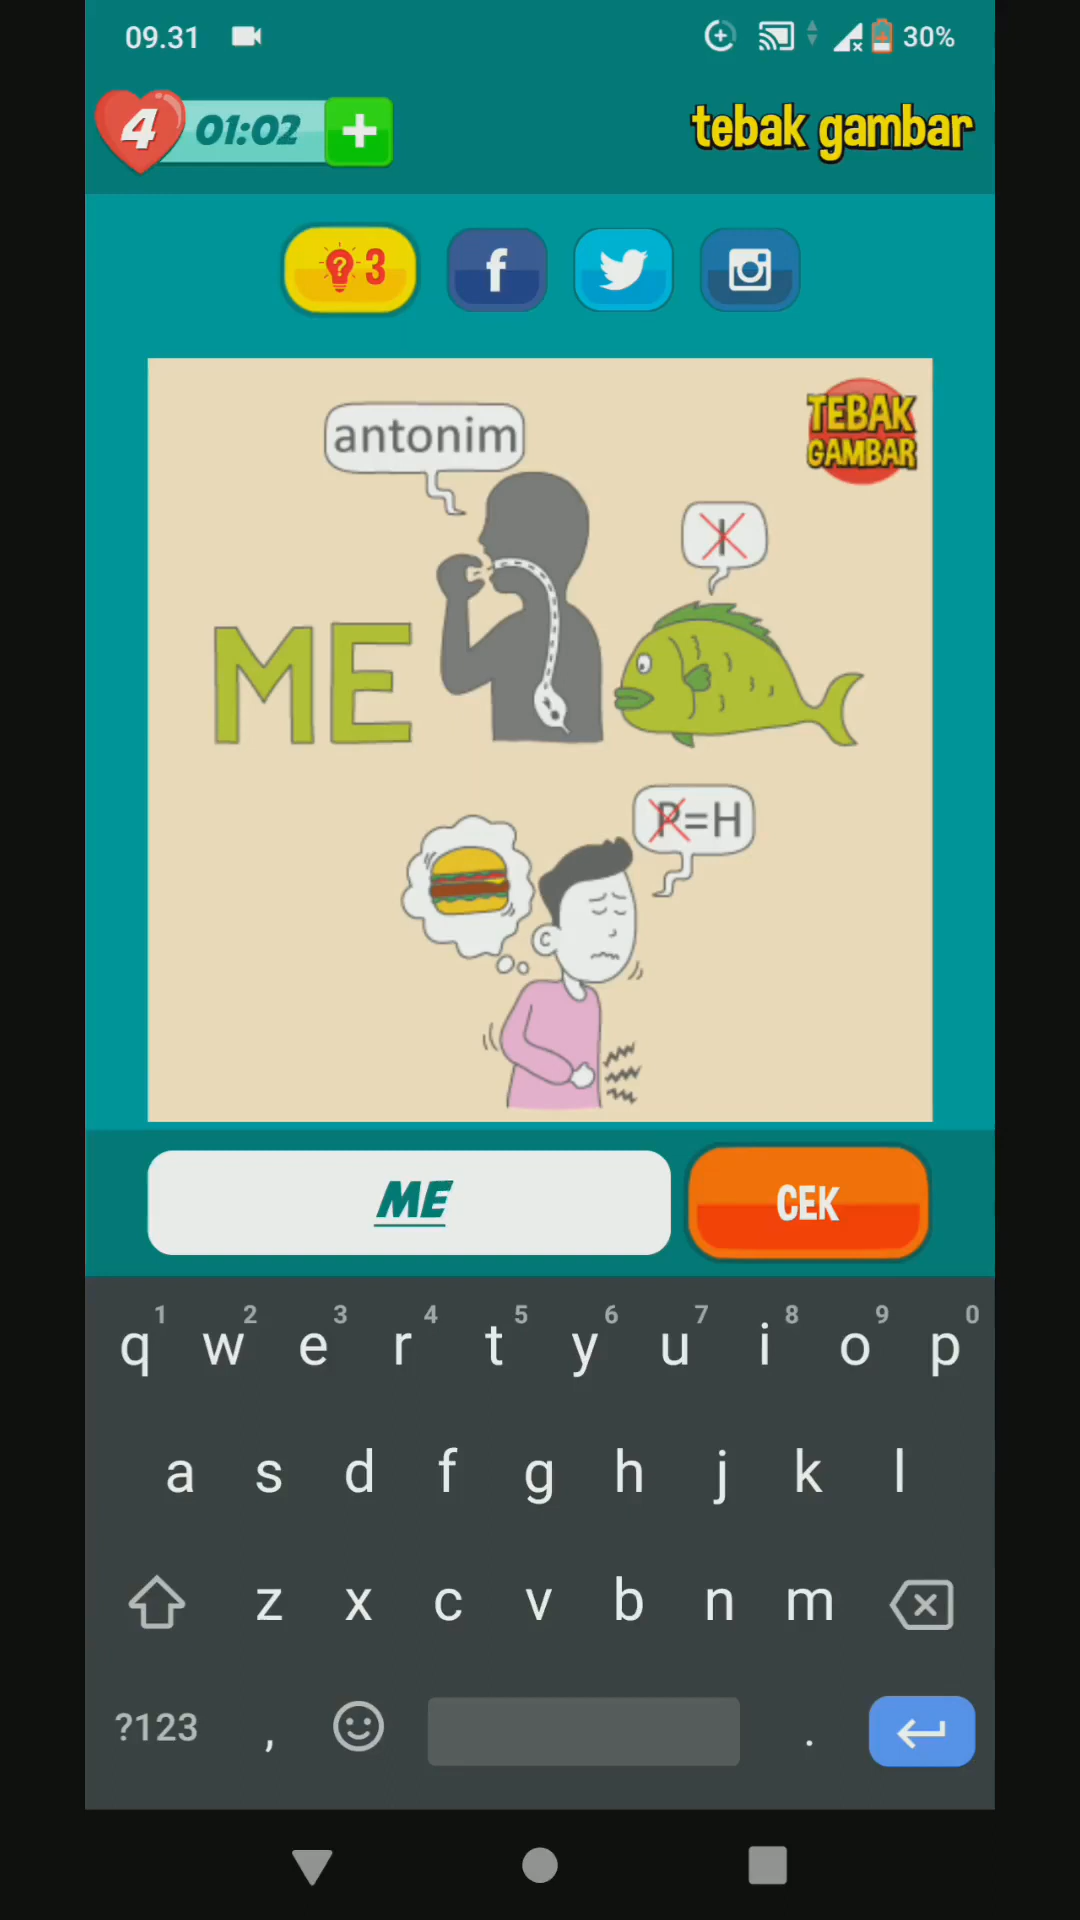 09.31 30%
4 01:02 + tebak gambar
? 3 f
antonim
TEBAK
GAMBAR
I
ME
P=H
ME CEK
1 2 3 4 5 6 7 8 9 0
q w e r t y u i o p
a s d f g h j k l
z x c v b n m
?123 , .